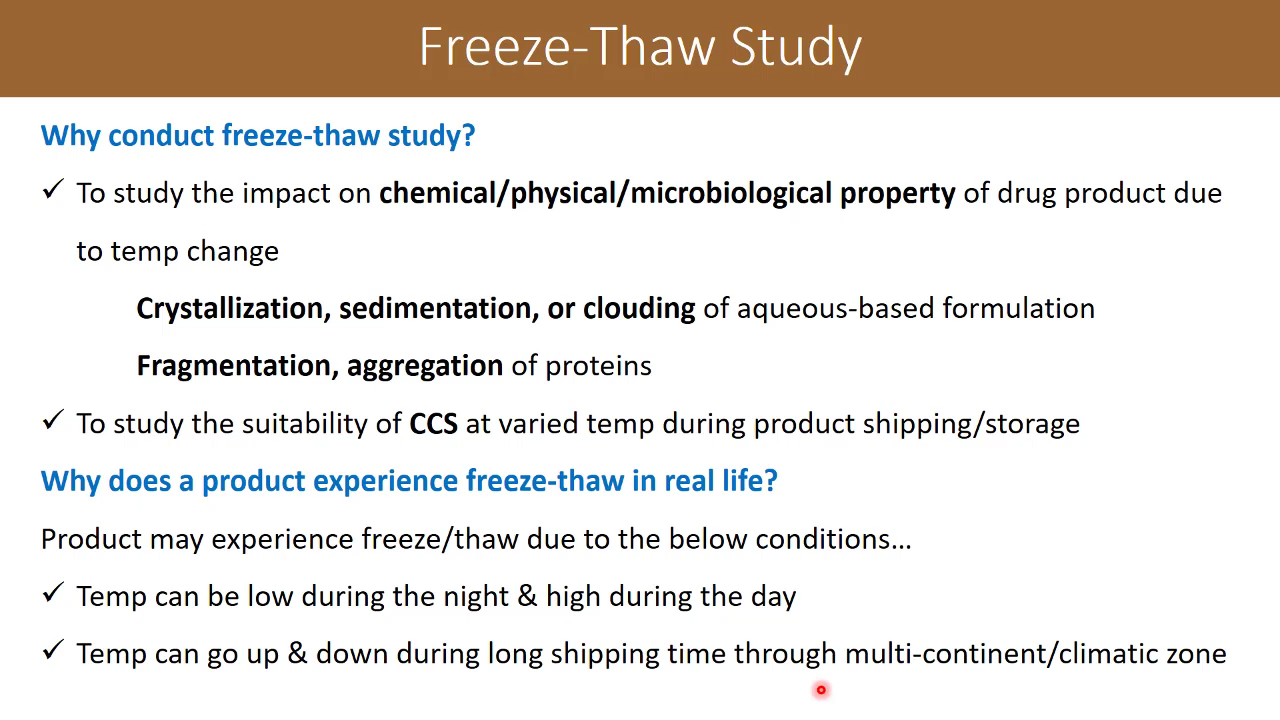 Freeze-Thaw Study
Why conduct freeze-thaw study?
✓ To study the impact on chemical/physical/microbiological property of drug product due
to temp change
Crystallization, sedimentation, or clouding of aqueous-based formulation
Fragmentation, aggregation of proteins
✓ To study the suitability of CCS at varied temp during product shipping/storage
Why does a product experience freeze-thaw in real life?
Product may experience freeze/thaw due to the below conditions…
✓ Temp can be low during the night & high during the day
✓ Temp can go up & down during long shipping time through multi-continent/climatic zone